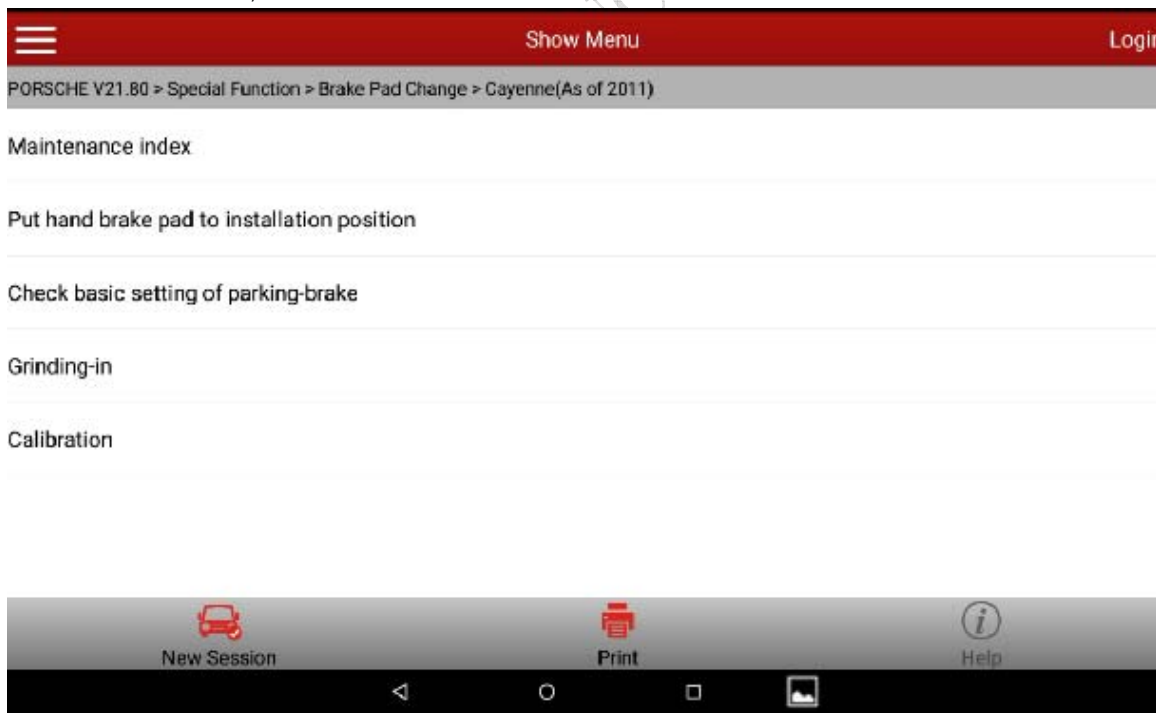 Show Menu
Login
PORSCHE V21.80 > Special Function > Brake Pad Change > Cayenne(As of 2011)
Maintenance index
Put hand brake pad to installation position
Check basic setting of parking-brake
Grinding-in
Calibration
New Session
Print
Help